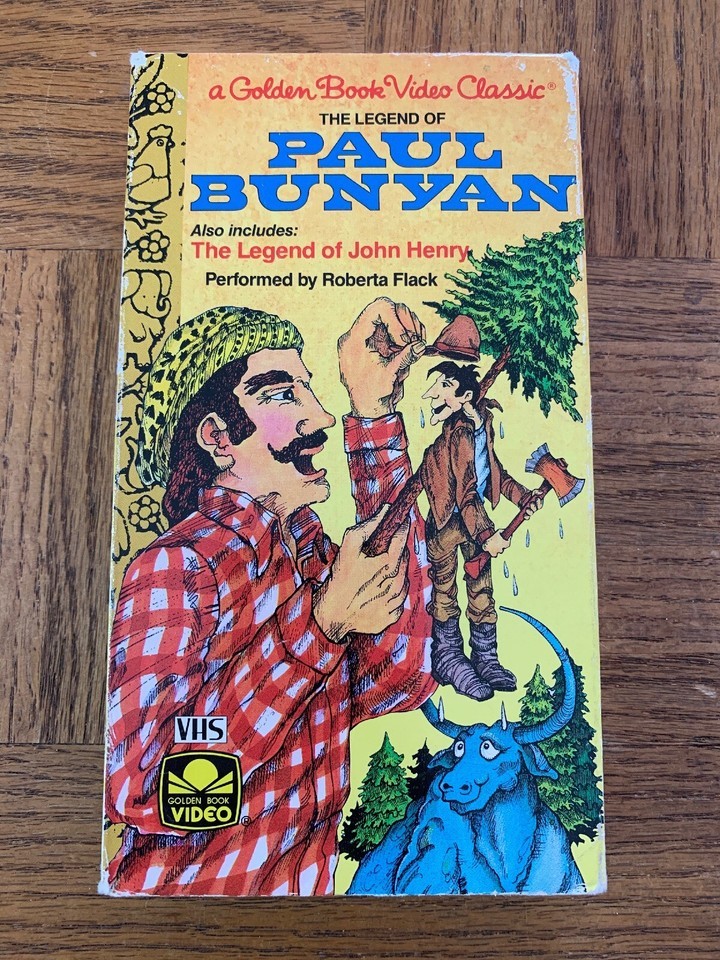 a Golden Book Video Classic®
THE LEGEND OF
PAUL
BUNYAN
Also includes:
The Legend of John Henry
Performed by Roberta Flack
VHS
GOLDEN BOOK
VIDEO®